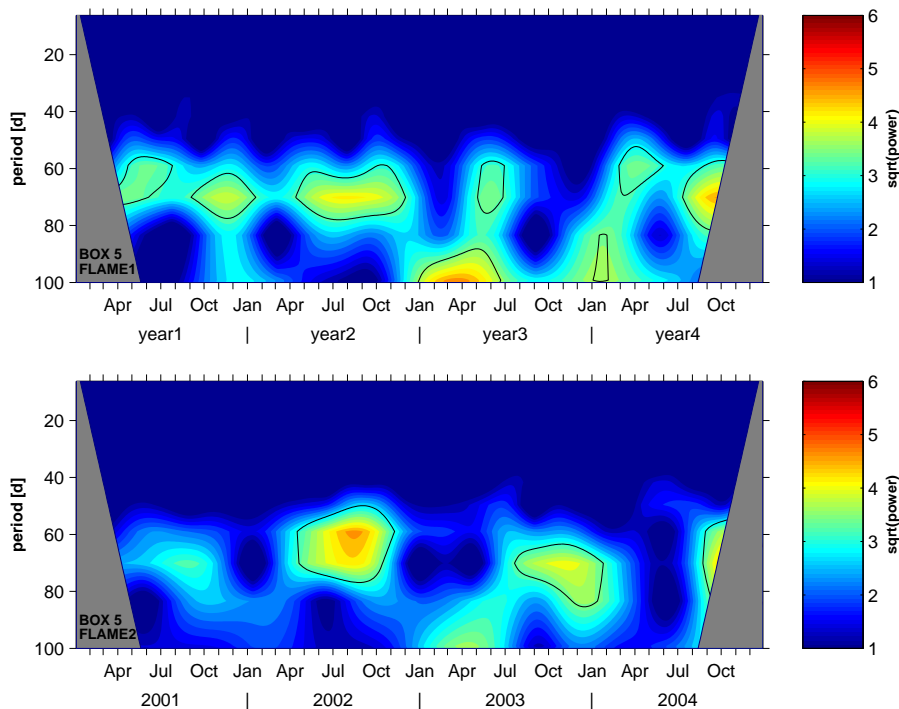 20
40
60
80
100
period [d]
BOX 5
FLAME1
Apr Jul Oct Jan Apr Jul Oct Jan Apr Jul Oct Jan Apr Jul Oct
year1 | year2 | year3 | year4
6
5
4
3
2
1
sqrt(power)
20
40
60
80
100
period [d]
BOX 5
FLAME2
Apr Jul Oct Jan Apr Jul Oct Jan Apr Jul Oct Jan Apr Jul Oct
2001 | 2002 | 2003 | 2004
6
5
4
3
2
1
sqrt(power)